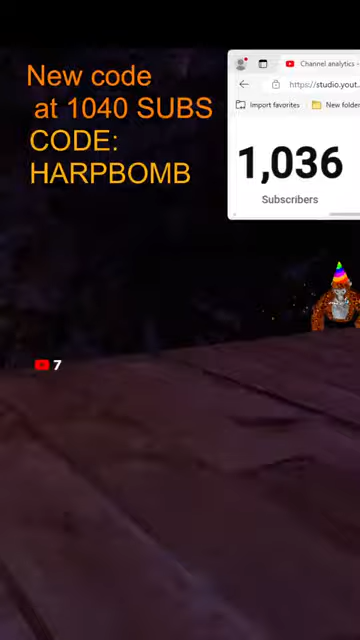 New code
at 1040 SUBS
CODE:
HARPBOMB
Channel analytics -
https://studio.yout
Import favorites
New folder
1,036
Subscribers
7